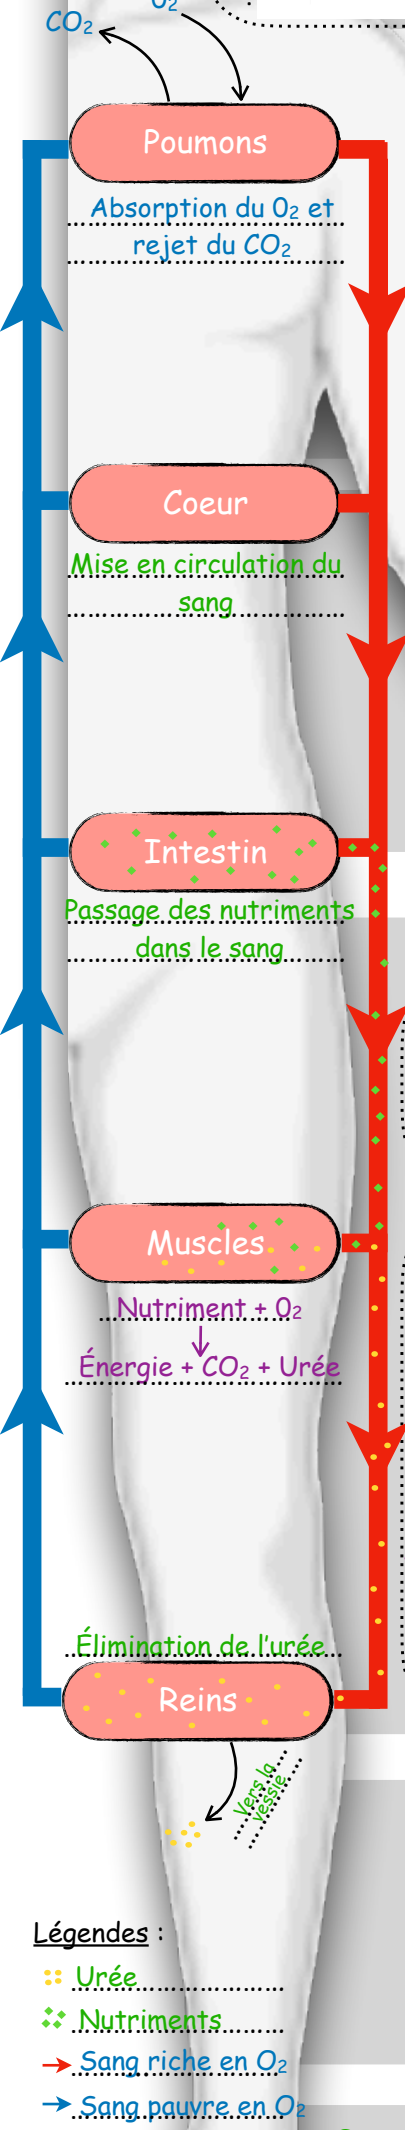 O₂
CO₂
Poumons
Absorption du O₂ et
rejet du CO₂
Coeur
Mise en circulation du
sang
Intestin
Passage des nutriments
dans le sang
Muscles
Nutriment + O₂
Énergie + CO₂ + Urée
Élimination de l'urée
Reins
Vers la
vessie
Légendes :
Urée
Nutriments
Sang riche en O₂
Sang pauvre en O₂